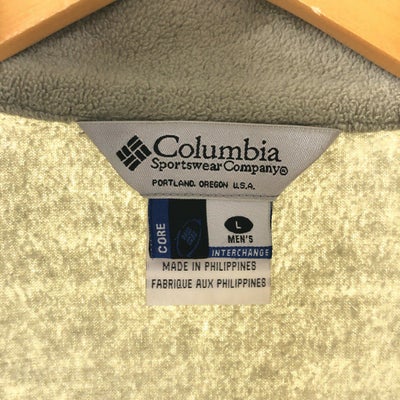 Columbia
Sportswear Company®
PORTLAND, OREGON U.S.A.
CORE
L
MEN'S
INTERCHANGE
MADE IN PHILIPPINES
FABRIQUE AUX PHILIPPINES